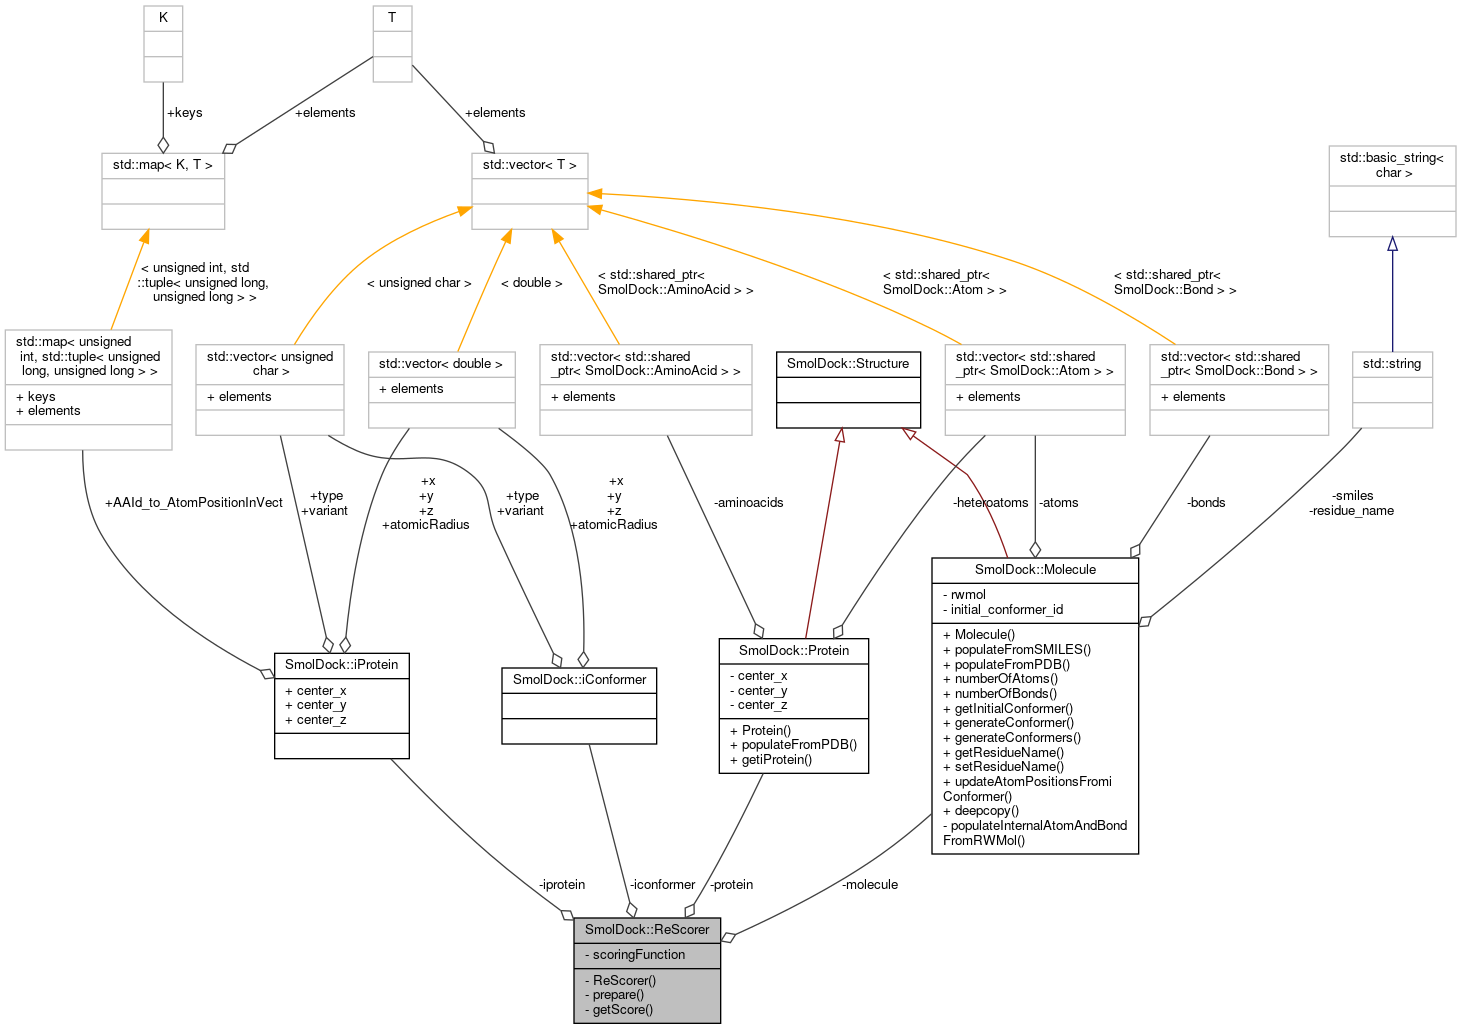 K
T
+keys
+elements
+elements
std::map< K, T >
std::vector< T >
std::basic_string<
char >
< unsigned int, std
::tuple< unsigned long,
unsigned long > >
< unsigned char >
< double >
< std::shared_ptr<
SmolDock::AminoAcid > >
< std::shared_ptr<
SmolDock::Atom > >
< std::shared_ptr<
SmolDock::Bond > >
std::map< unsigned
int, std::tuple< unsigned
long, unsigned long > >
+ keys
+ elements
std::vector< unsigned
char >
+ elements
std::vector< double >
+ elements
std::vector< std::shared
_ptr< SmolDock::AminoAcid > >
+ elements
SmolDock::Structure
std::vector< std::shared
_ptr< SmolDock::Atom > >
+ elements
std::vector< std::shared
_ptr< SmolDock::Bond > >
+ elements
std::string
+AAId_to_AtomPositionInVect
+type
+variant
+x
+y
+z
+atomicRadius
+type
+variant
+x
+y
+z
+atomicRadius
-aminoacids
-heteroatoms
-atoms
-bonds
-smiles
-residue_name
SmolDock::iProtein
+ center_x
+ center_y
+ center_z
SmolDock::iConformer
SmolDock::Protein
- center_x
- center_y
- center_z
+ Protein()
+ populateFromPDB()
+ getiProtein()
SmolDock::Molecule
- rwmol
- initial_conformer_id
+ Molecule()
+ populateFromSMILES()
+ populateFromPDB()
+ numberOfAtoms()
+ numberOfBonds()
+ getInitialConformer()
+ generateConformer()
+ generateConformers()
+ getResidueName()
+ setResidueName()
+ updateAtomPositionsFromi
Conformer()
+ deepcopy()
- populateInternalAtomAndBond
FromRWMol()
-iprotein
-iconformer
-protein
-molecule
SmolDock::ReScorer
- scoringFunction
- ReScorer()
- prepare()
- getScore()